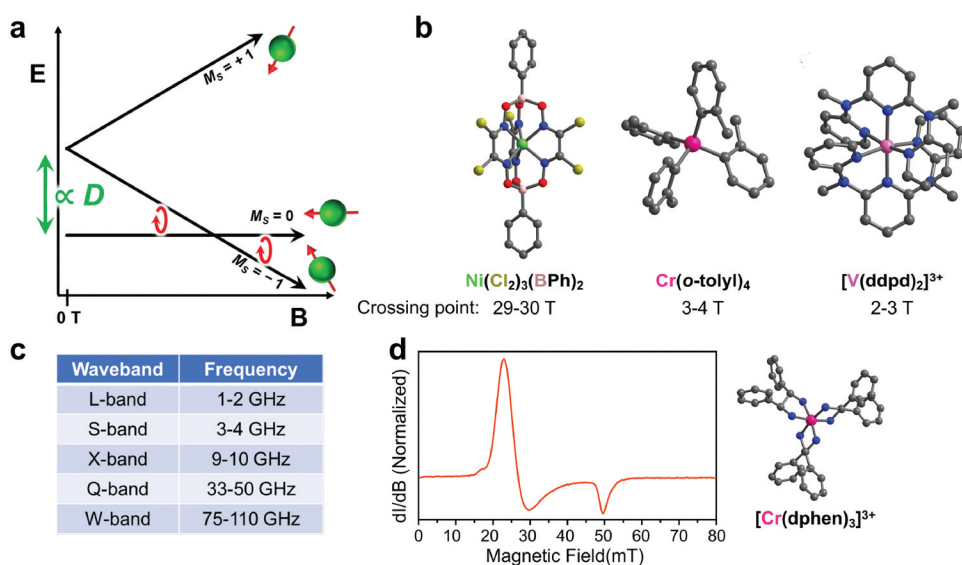 a
E
M_S = +1
∝ D
M_S = 0
M_S = −1
0 T
B
b
Ni(Cl₂)₃(BPh)₂
Cr(o-tolyl)₄
[V(ddpd)₂]³⁺
Crossing point: 29-30 T 3-4 T 2-3 T
c
Waveband Frequency
L-band 1-2 GHz
S-band 3-4 GHz
X-band 9-10 GHz
Q-band 33-50 GHz
W-band 75-110 GHz
d
dI/dB (Normalized)
0 10 20 30 40 50 60 70 80
Magnetic Field(mT)
[Cr(dphen)₃]³⁺